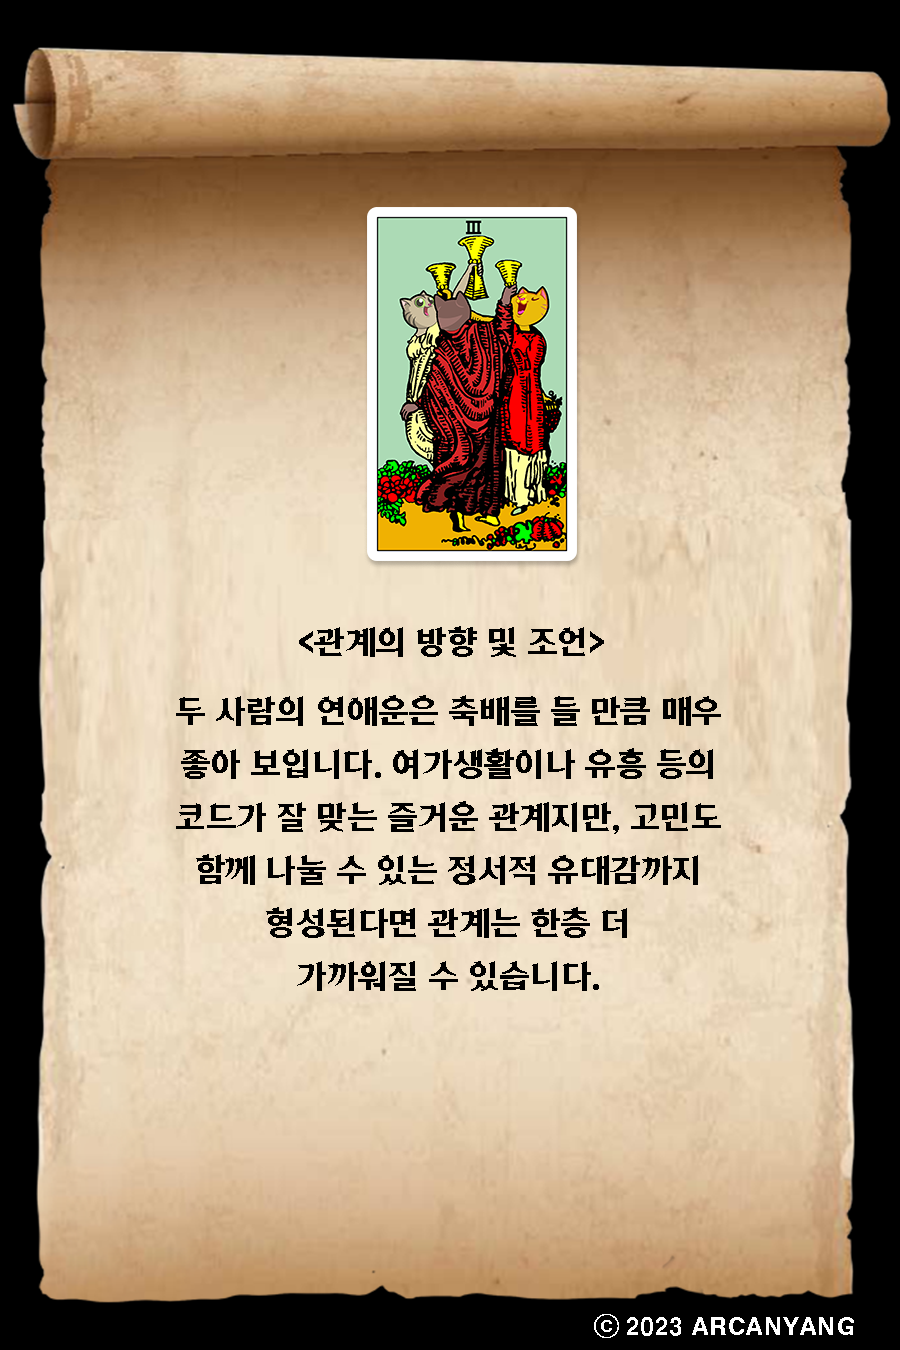 III
<관계의 방향 및 조언>
두 사람의 연애운은 축배를 들 만큼 매우
좋아 보입니다. 여가생활이나 유흥 등의
코드가 잘 맞는 즐거운 관계지만, 고민도
함께 나눌 수 있는 정서적 유대감까지
형성된다면 관계는 한층 더
가까워질 수 있습니다.
ⓒ 2023 ARCANYANG